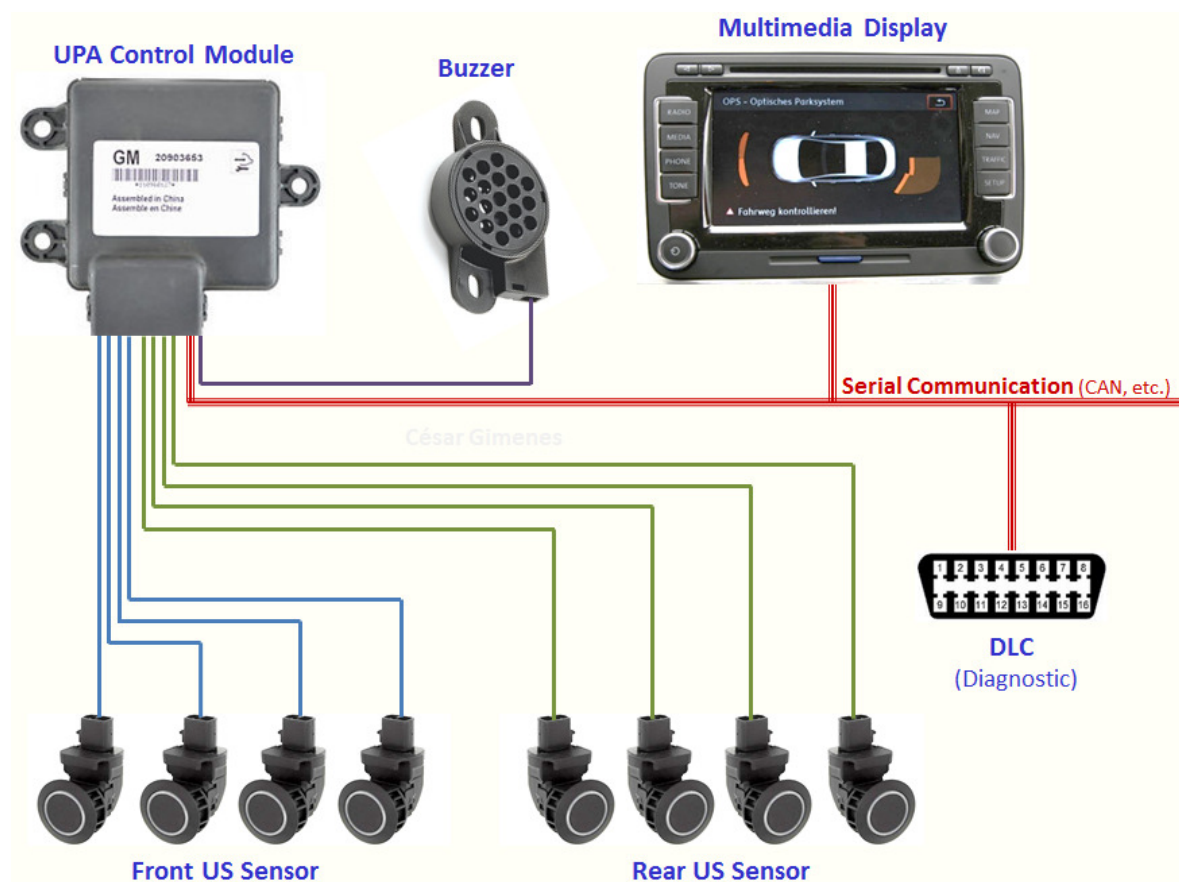 UPA Control Module
Buzzer
Multimedia Display
GM 20903653
Assembled in China
Assemble en Chine
OPS - Optisches Parksystem
RADIO
MEDIA
PHONE
TONE
MAP
NAV
TRAFFIC
SETUP
Fahrweg kontrollieren!
Serial Communication (CAN, etc.)
César Gimenes
1 2 3 4 5 6 7 8
9 10 11 12 13 14 15 16
DLC
(Diagnostic)
Front US Sensor
Rear US Sensor